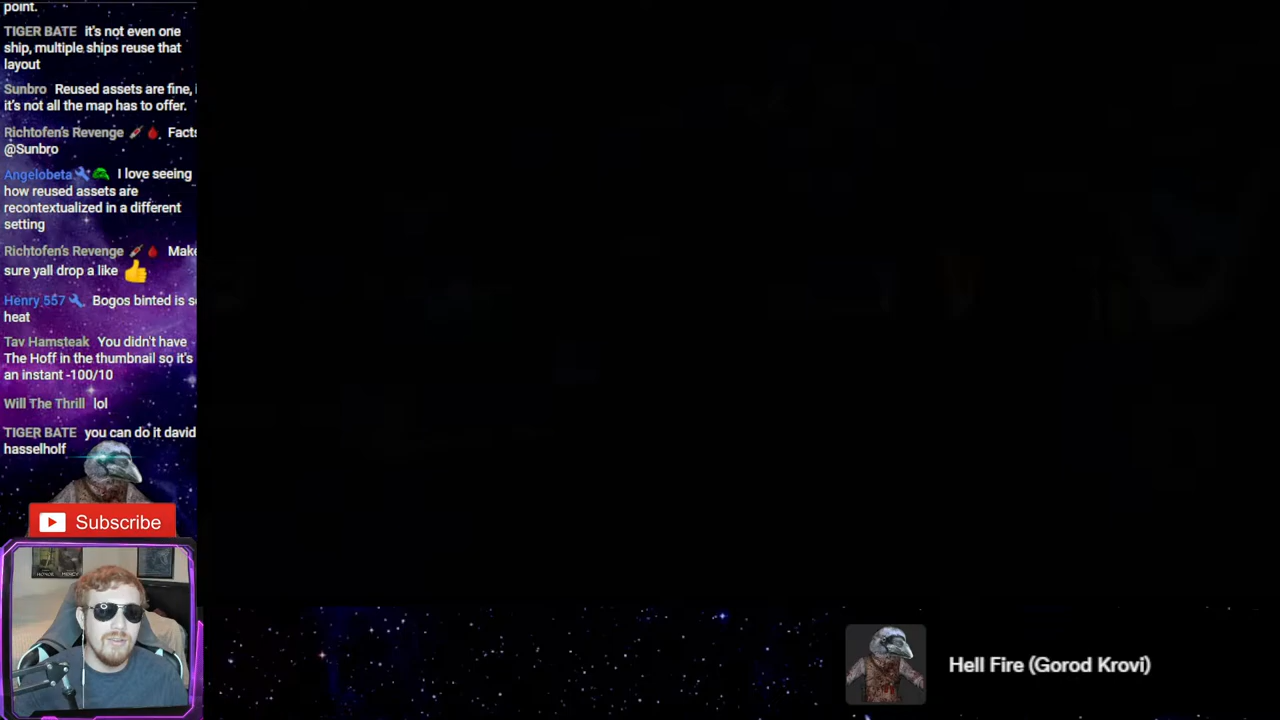 point.
TIGER BATE it's not even one
ship, multiple ships reuse that
layout
Sunbro Reused assets are fine, i
it's not all the map has to offer.
Richtofen's Revenge Facts
@Sunbro
Angelobeta I love seeing
how reused assets are
recontextualized in a different
setting
Richtofen's Revenge Make
sure yall drop a like
Henry 557 Bogos binted is s
heat
Tav Hamsteak You didn't have
The Hoff in the thumbnail so it's
an instant -100/10
Will The Thrill lol
TIGER BATE you can do it david
hasselholf
Subscribe
Hell Fire (Gorod Krovi)